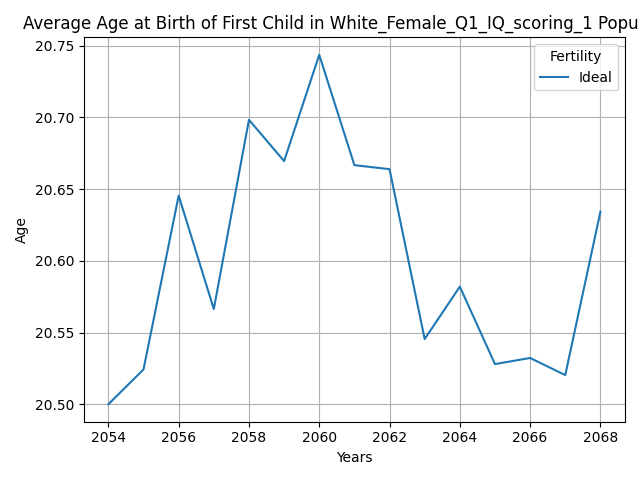 Average Age at Birth of First Child in White_Female_Q1_IQ_scoring_1 Popu
Fertility
Ideal
20.75
20.70
20.65
20.60
20.55
20.50
Age
2054 2056 2058 2060 2062 2064 2066 2068
Years